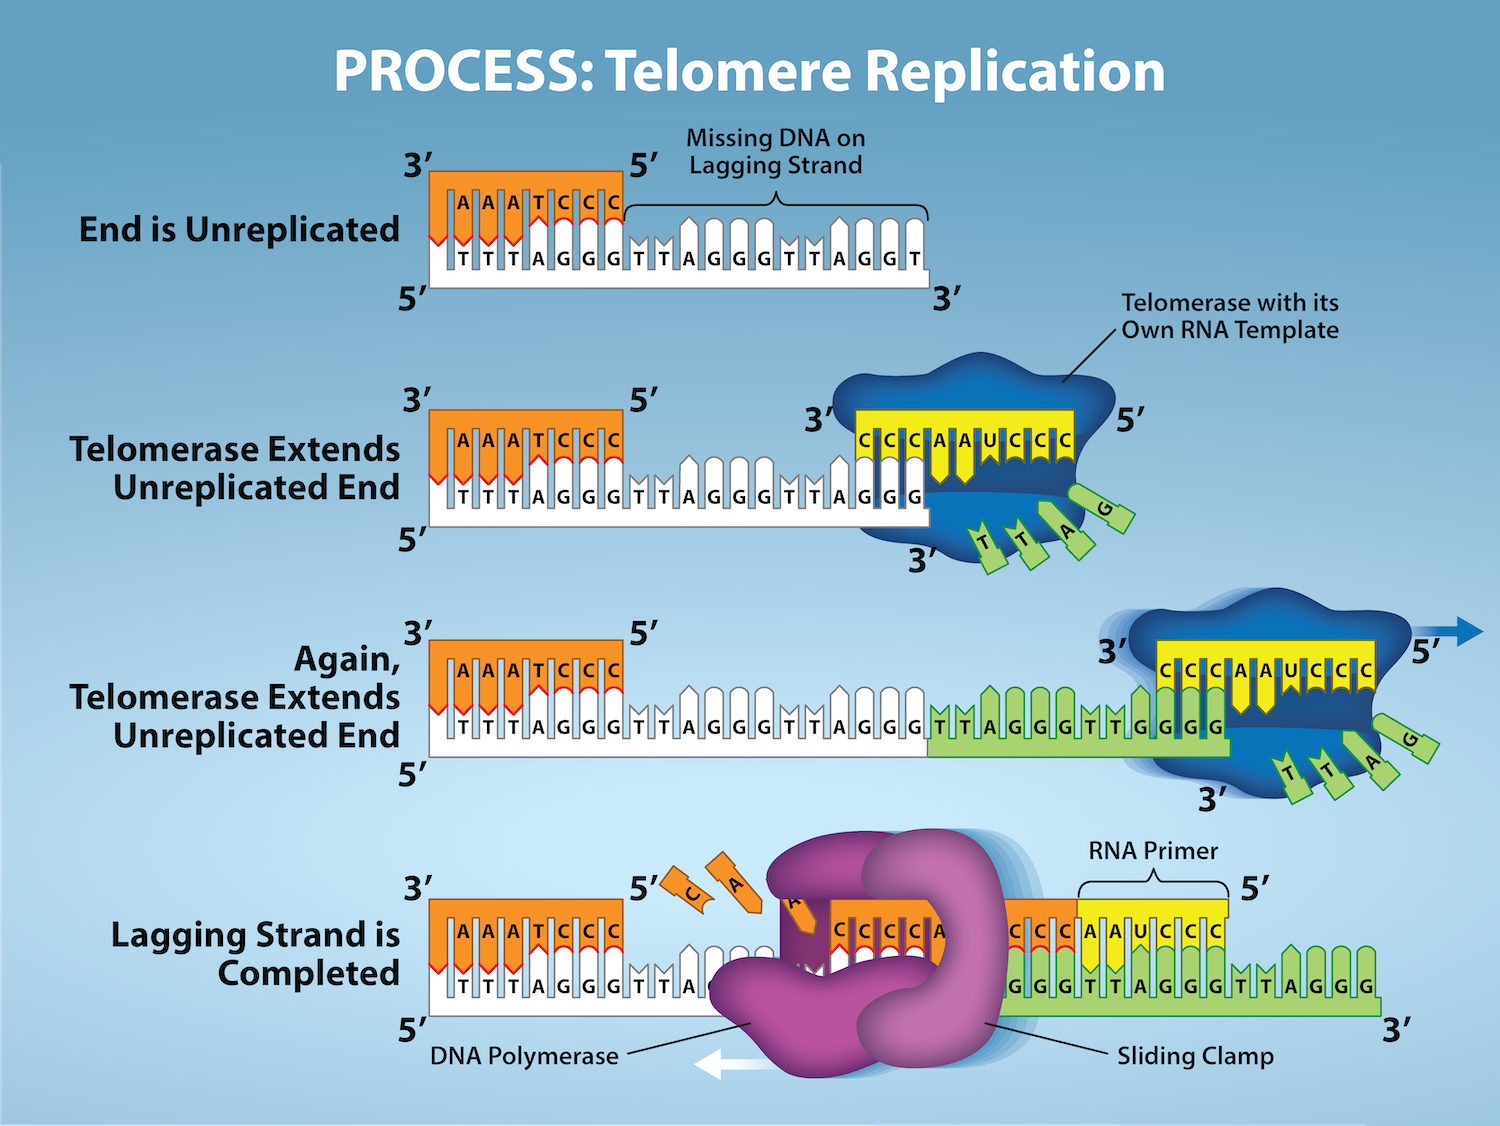 PROCESS: Telomere Replication
Missing DNA on
Lagging Strand
3’ 5’
End is Unreplicated
A A A T C C C
T T T A G G G T T A G G G T T A G G T
5’ 3’
Telomerase with its
Own RNA Template
3’ 5’ 3’ 5’
Telomerase Extends
Unreplicated End
A A A T C C C C C C A A U C C C
T T T A G G G T T A G G G T T A G G G
T T A G
5’ 3’
3’ 5’ 3’ 5’
Again,
Telomerase Extends
Unreplicated End
A A A T C C C C C C A A U C C C
T T T A G G G T T A G G G T T A G G G T T A G G G T T G G G G
T T A G
5’ 3’
RNA Primer
3’ 5’ 5’
C A A
Lagging Strand is
Completed
A A A T C C C C C C C A C C C A A U C C C
T T T A G G G T T A G G G T T A G G G T T A G G G
5’ 3’
DNA Polymerase
Sliding Clamp